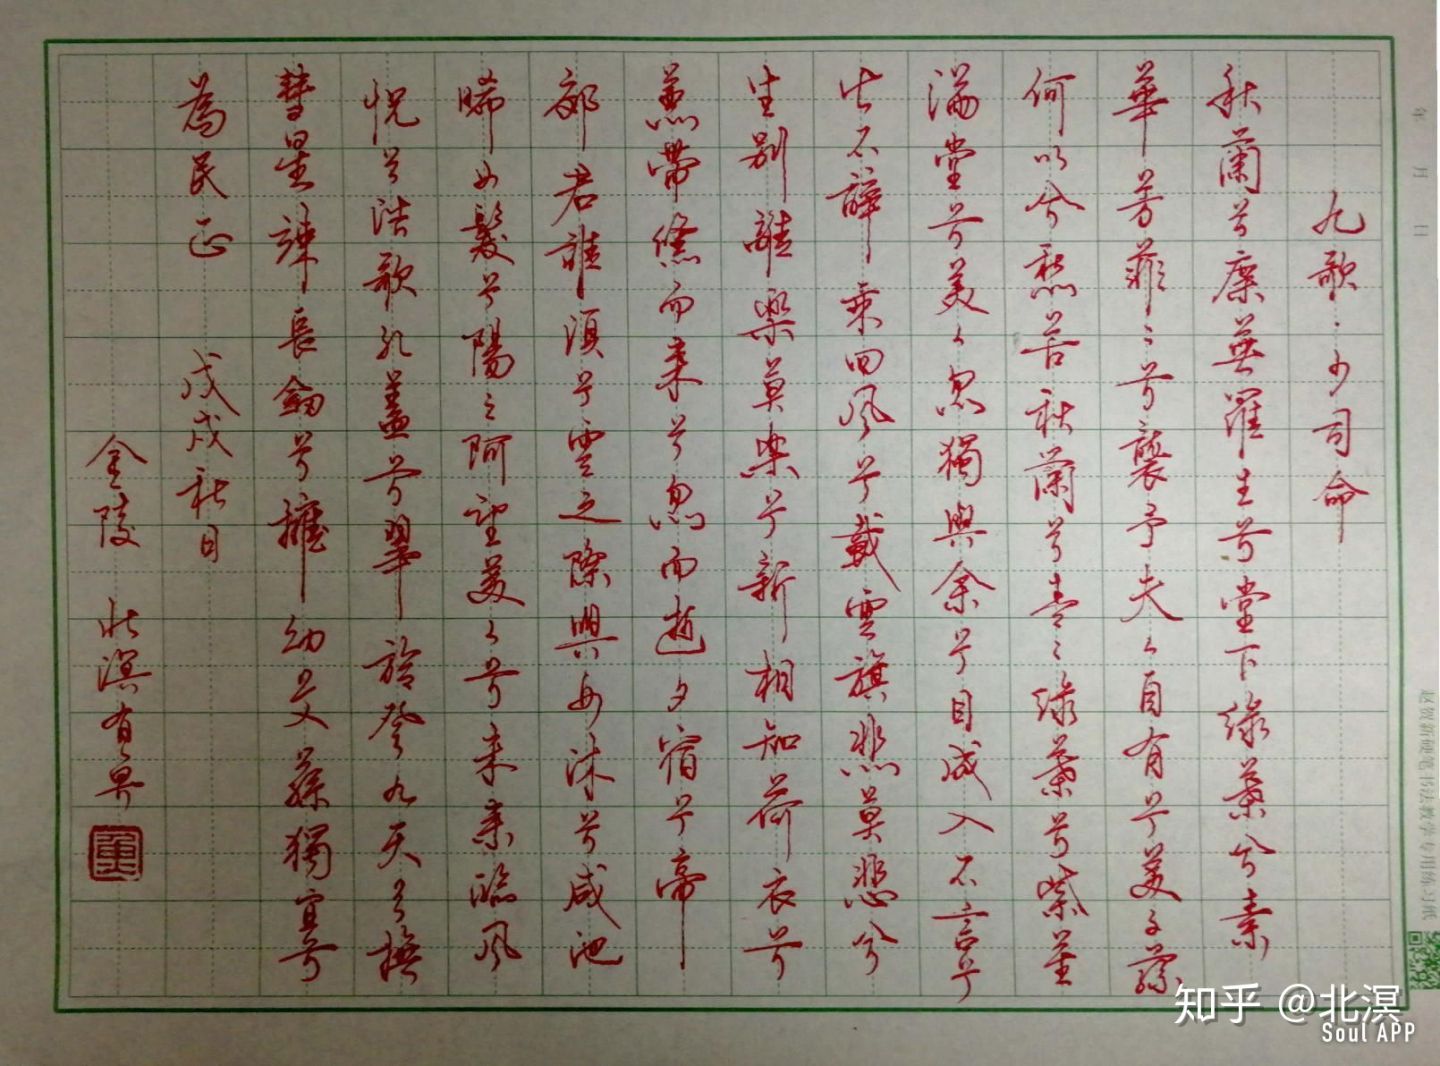 九歌·少司命
秋蘭兮麋蕪羅生兮堂下綠葉兮素
華兮芳菲〻兮襲予夫人自有兮美子蓀
何以兮愁苦秋蘭兮青〻綠葉兮紫莖
滿堂兮美人忽獨與余兮目成入不言兮
出不辭乘回风兮載雲旗悲莫悲兮
生別離樂莫樂兮新相知荷衣兮
蕙帶儵而來兮忽而逝夕宿兮帝
郊君誰須兮雲之際與女沐兮咸池
晞女髮兮陽之阿望美人兮未來臨风
怳兮浩歌孔蓋兮翠旍登九天兮撫
彗星竦長劍兮擁幼艾蓀獨宜兮
為民正 戊戌秋日
金陵 北溟有魚
年 月 日
赵贺新硬笔书法教学专用练习纸
知乎 @北溟
Soul APP